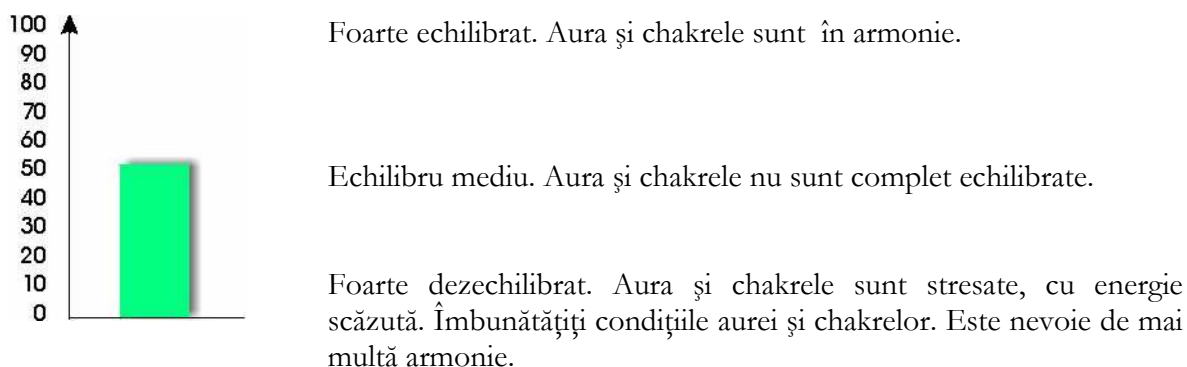 100
Foarte echilibrat. Aura şi chakrele sunt în armonie.
90
80
70
60
50
Echilibru mediu. Aura şi chakrele nu sunt complet echilibrate.
40
30
20
10
0
Foarte dezechilibrat. Aura şi chakrele sunt stresate, cu energie
scăzută. Îmbunătăţiţi condiţiile aurei şi chakrelor. Este nevoie de mai
multă armonie.